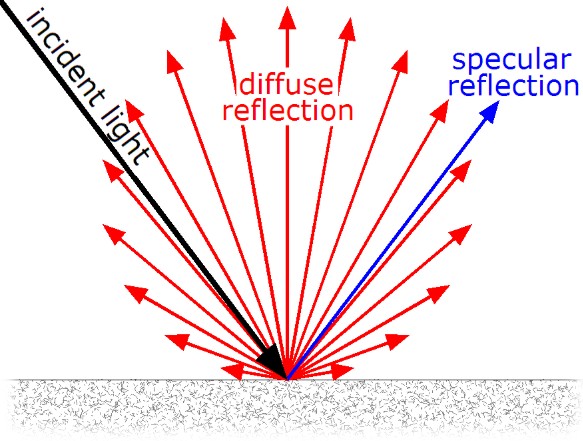 incident light
diffuse
reflection
specular
reflection